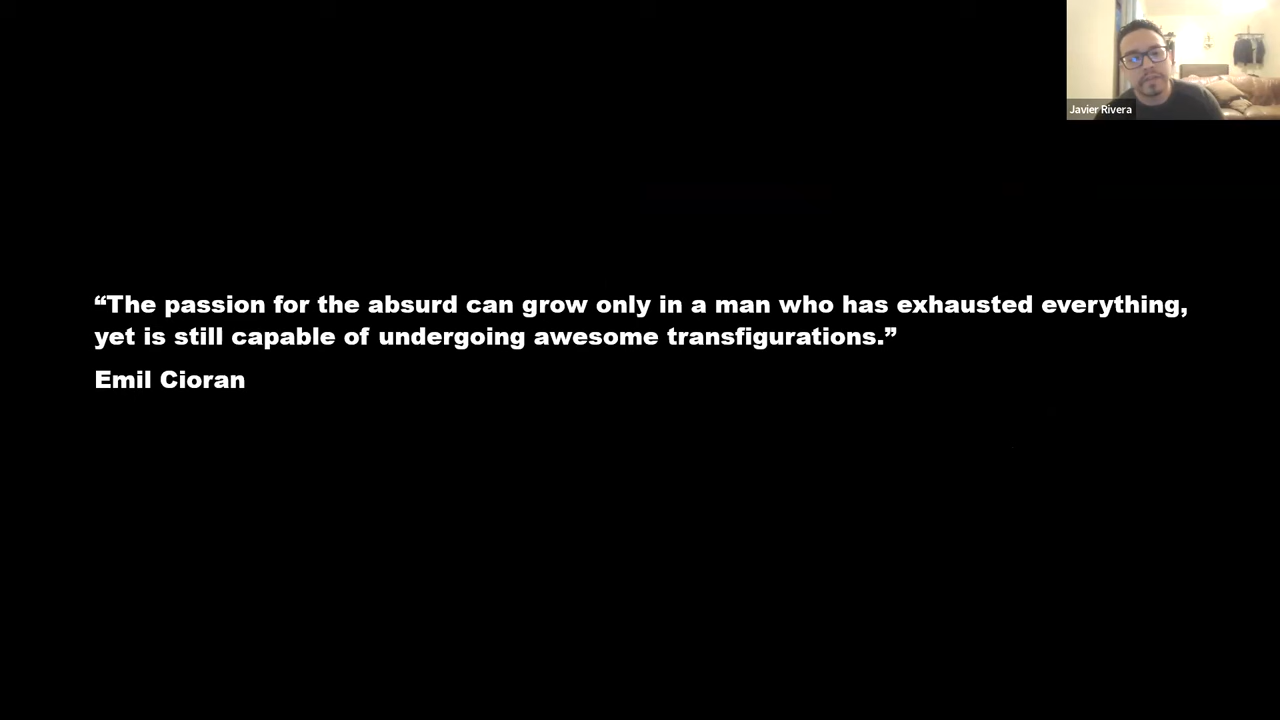 Javier Rivera
“The passion for the absurd can grow only in a man who has exhausted everything,
yet is still capable of undergoing awesome transfigurations.”
Emil Cioran